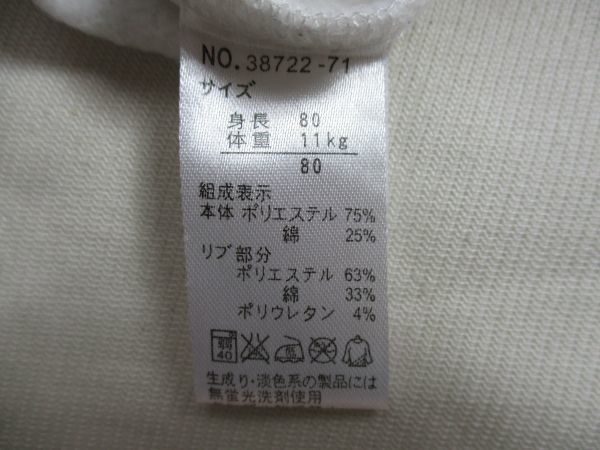 NO.38722-71
サイズ
身長 80
体重 11kg
80
組成表示
本体 ポリエステル 75%
綿 25%
リブ部分
ポリエステル 63%
綿 33%
ポリウレタン 4%
弱 40
生成り・淡色系の製品には
無蛍光洗剤使用